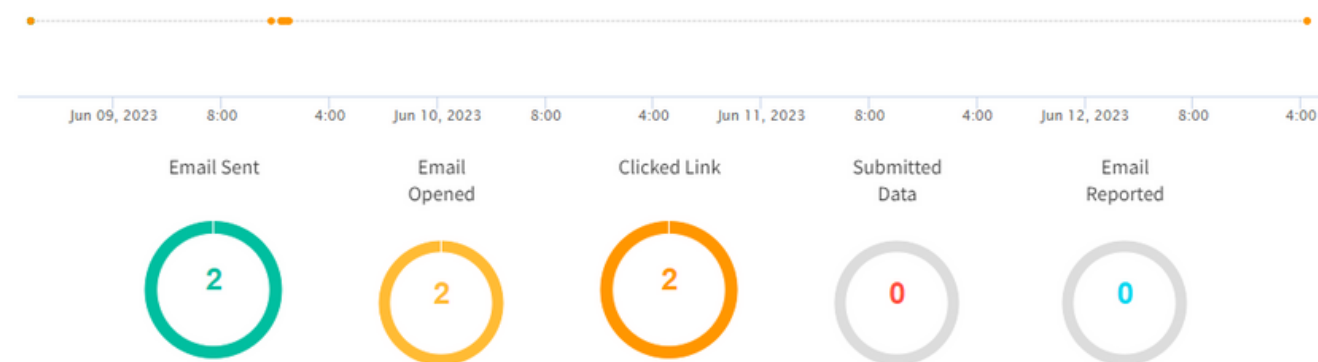 Jun 09, 2023 8:00 4:00 Jun 10, 2023 8:00 4:00 Jun 11, 2023 8:00 4:00 Jun 12, 2023 8:00 4:00
Email Sent
Email
Opened
Clicked Link
Submitted
Data
Email
Reported
2
2
2
0
0